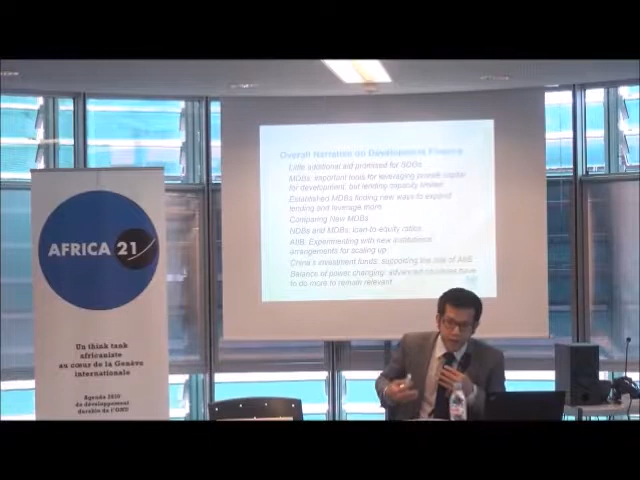 AFRICA 21
Un think tank
africaniste
au cœur de la Genève
internationale
Agenda 2030
de développement
durable de l'ONU
Overall Narrative on Development Finance
Little additional aid promised for SDGs
MDBs: important tools for leveraging private capital
for development, but lending capacity limited
Established MDBs finding new ways to expand
lending and leverage more
Comparing New MDBs
NDBs and MDBs: loan-to-equity ratios
AIIB: Experimenting with new institutional
arrangements for scaling up
China's investment funds: supporting the role of AIIB
Balance of power changing: advanced countries have
to do more to remain relevant